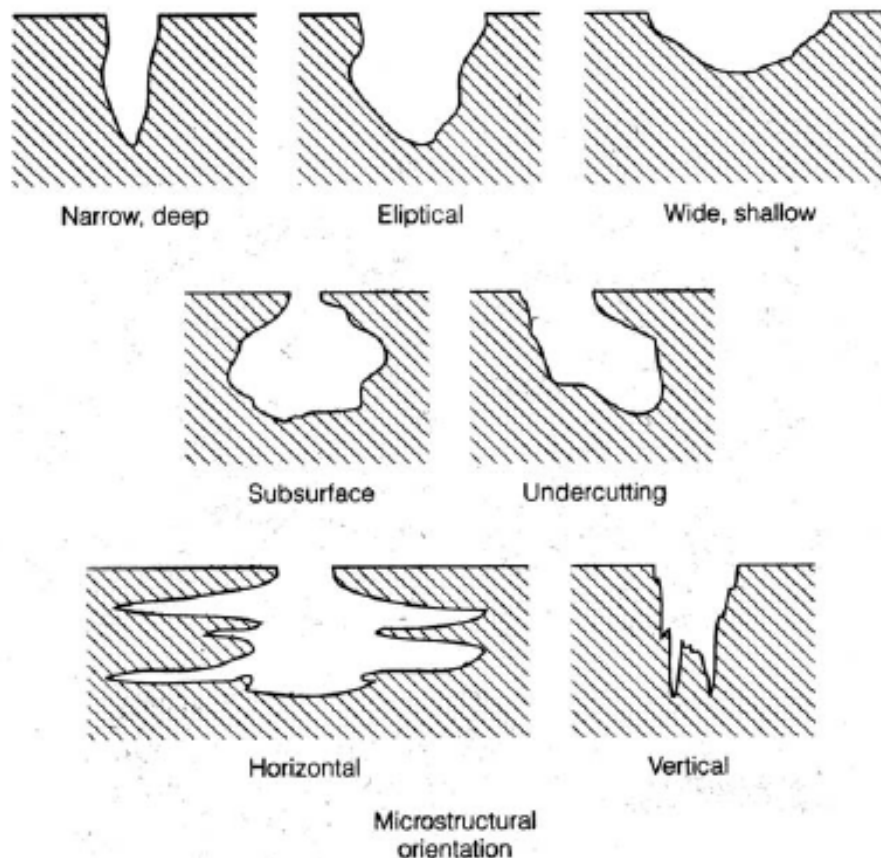 Narrow, deep
Eliptical
Wide, shallow
Subsurface
Undercutting
Horizontal
Vertical
Microstructural
orientation